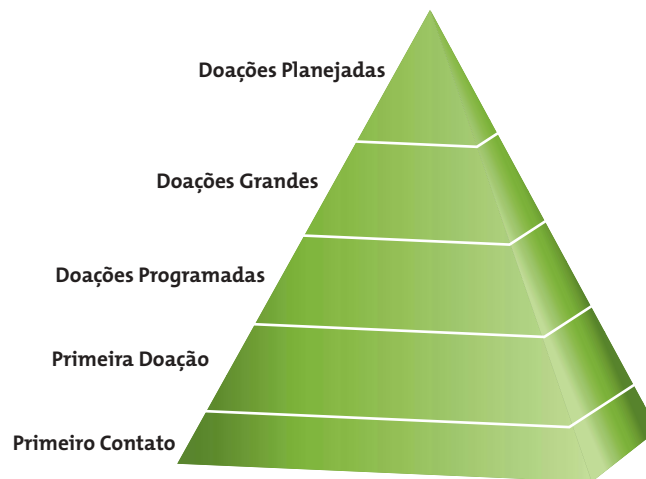 Doações Planejadas
Doações Grandes
Doações Programadas
Primeira Doação
Primeiro Contato